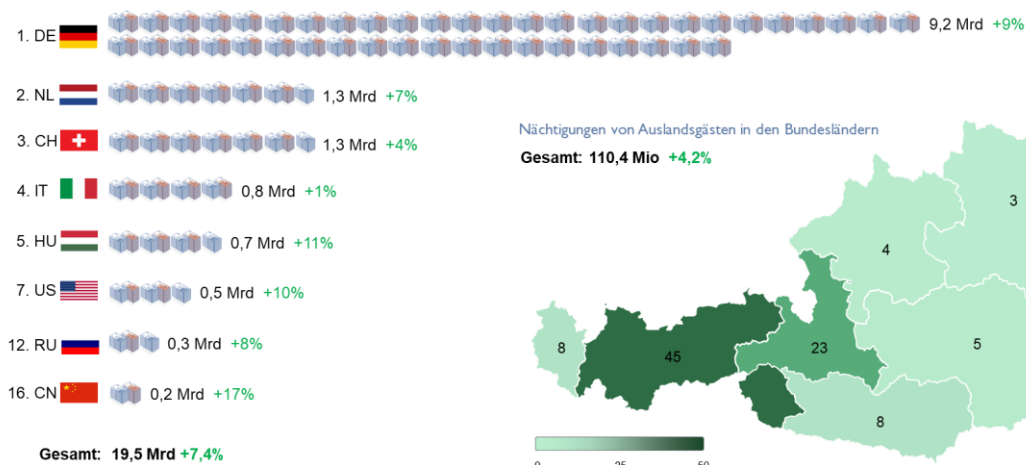 1. DE 9,2 Mrd +9%
2. NL 1,3 Mrd +7%
3. CH 1,3 Mrd +4%
4. IT 0,8 Mrd +1%
5. HU 0,7 Mrd +11%
7. US 0,5 Mrd +10%
12. RU 0,3 Mrd +8%
16. CN 0,2 Mrd +17%
Gesamt: 19,5 Mrd +7,4%
Nächtigungen von Auslandsgästen in den Bundesländern
Gesamt: 110,4 Mio +4,2%
3
4
8
45
23
5
8
0 25 50